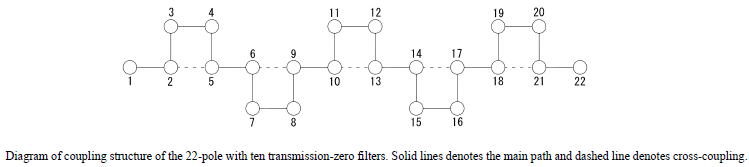 3 4 11 12 19 20
6 9 14 17
1 2 5 10 13 18 21 22
7 8 15 16
Diagram of coupling structure of the 22-pole with ten transmission-zero filters. Solid lines denotes the main path and dashed line denotes cross-coupling.